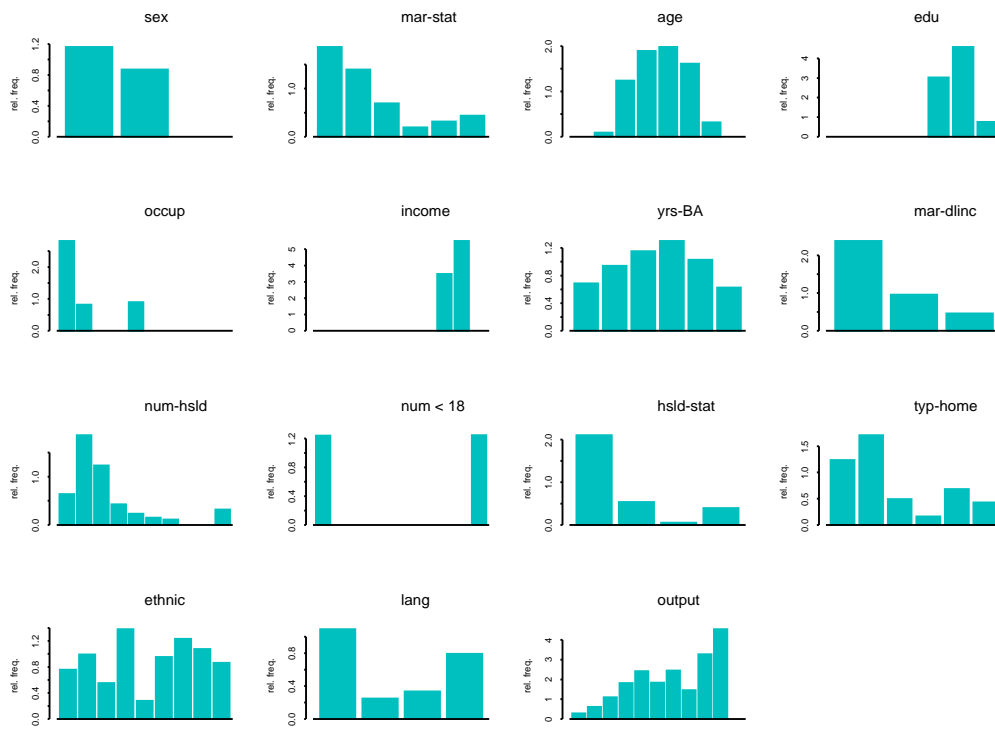 sex
mar-stat
age
edu
rel. freq.
0.0 0.4 0.8 1.2
rel. freq.
0.0 1.0
rel. freq.
0.0 1.0 2.0
rel. freq.
0 1 2 3 4
occup
income
yrs-BA
mar-dlinc
rel. freq.
0.0 1.0 2.0
rel. freq.
0 1 2 3 4 5
rel. freq.
0.0 0.4 0.8 1.2
rel. freq.
0.0 1.0 2.0
num-hsld
num < 18
hsld-stat
typ-home
rel. freq.
0.0 1.0
rel. freq.
0.0 0.4 0.8 1.2
rel. freq.
0.0 1.0 2.0
rel. freq.
0.0 0.5 1.0 1.5
ethnic
lang
output
rel. freq.
0.0 0.4 0.8 1.2
rel. freq.
0.0 0.4 0.8
rel. freq.
0 1 2 3 4